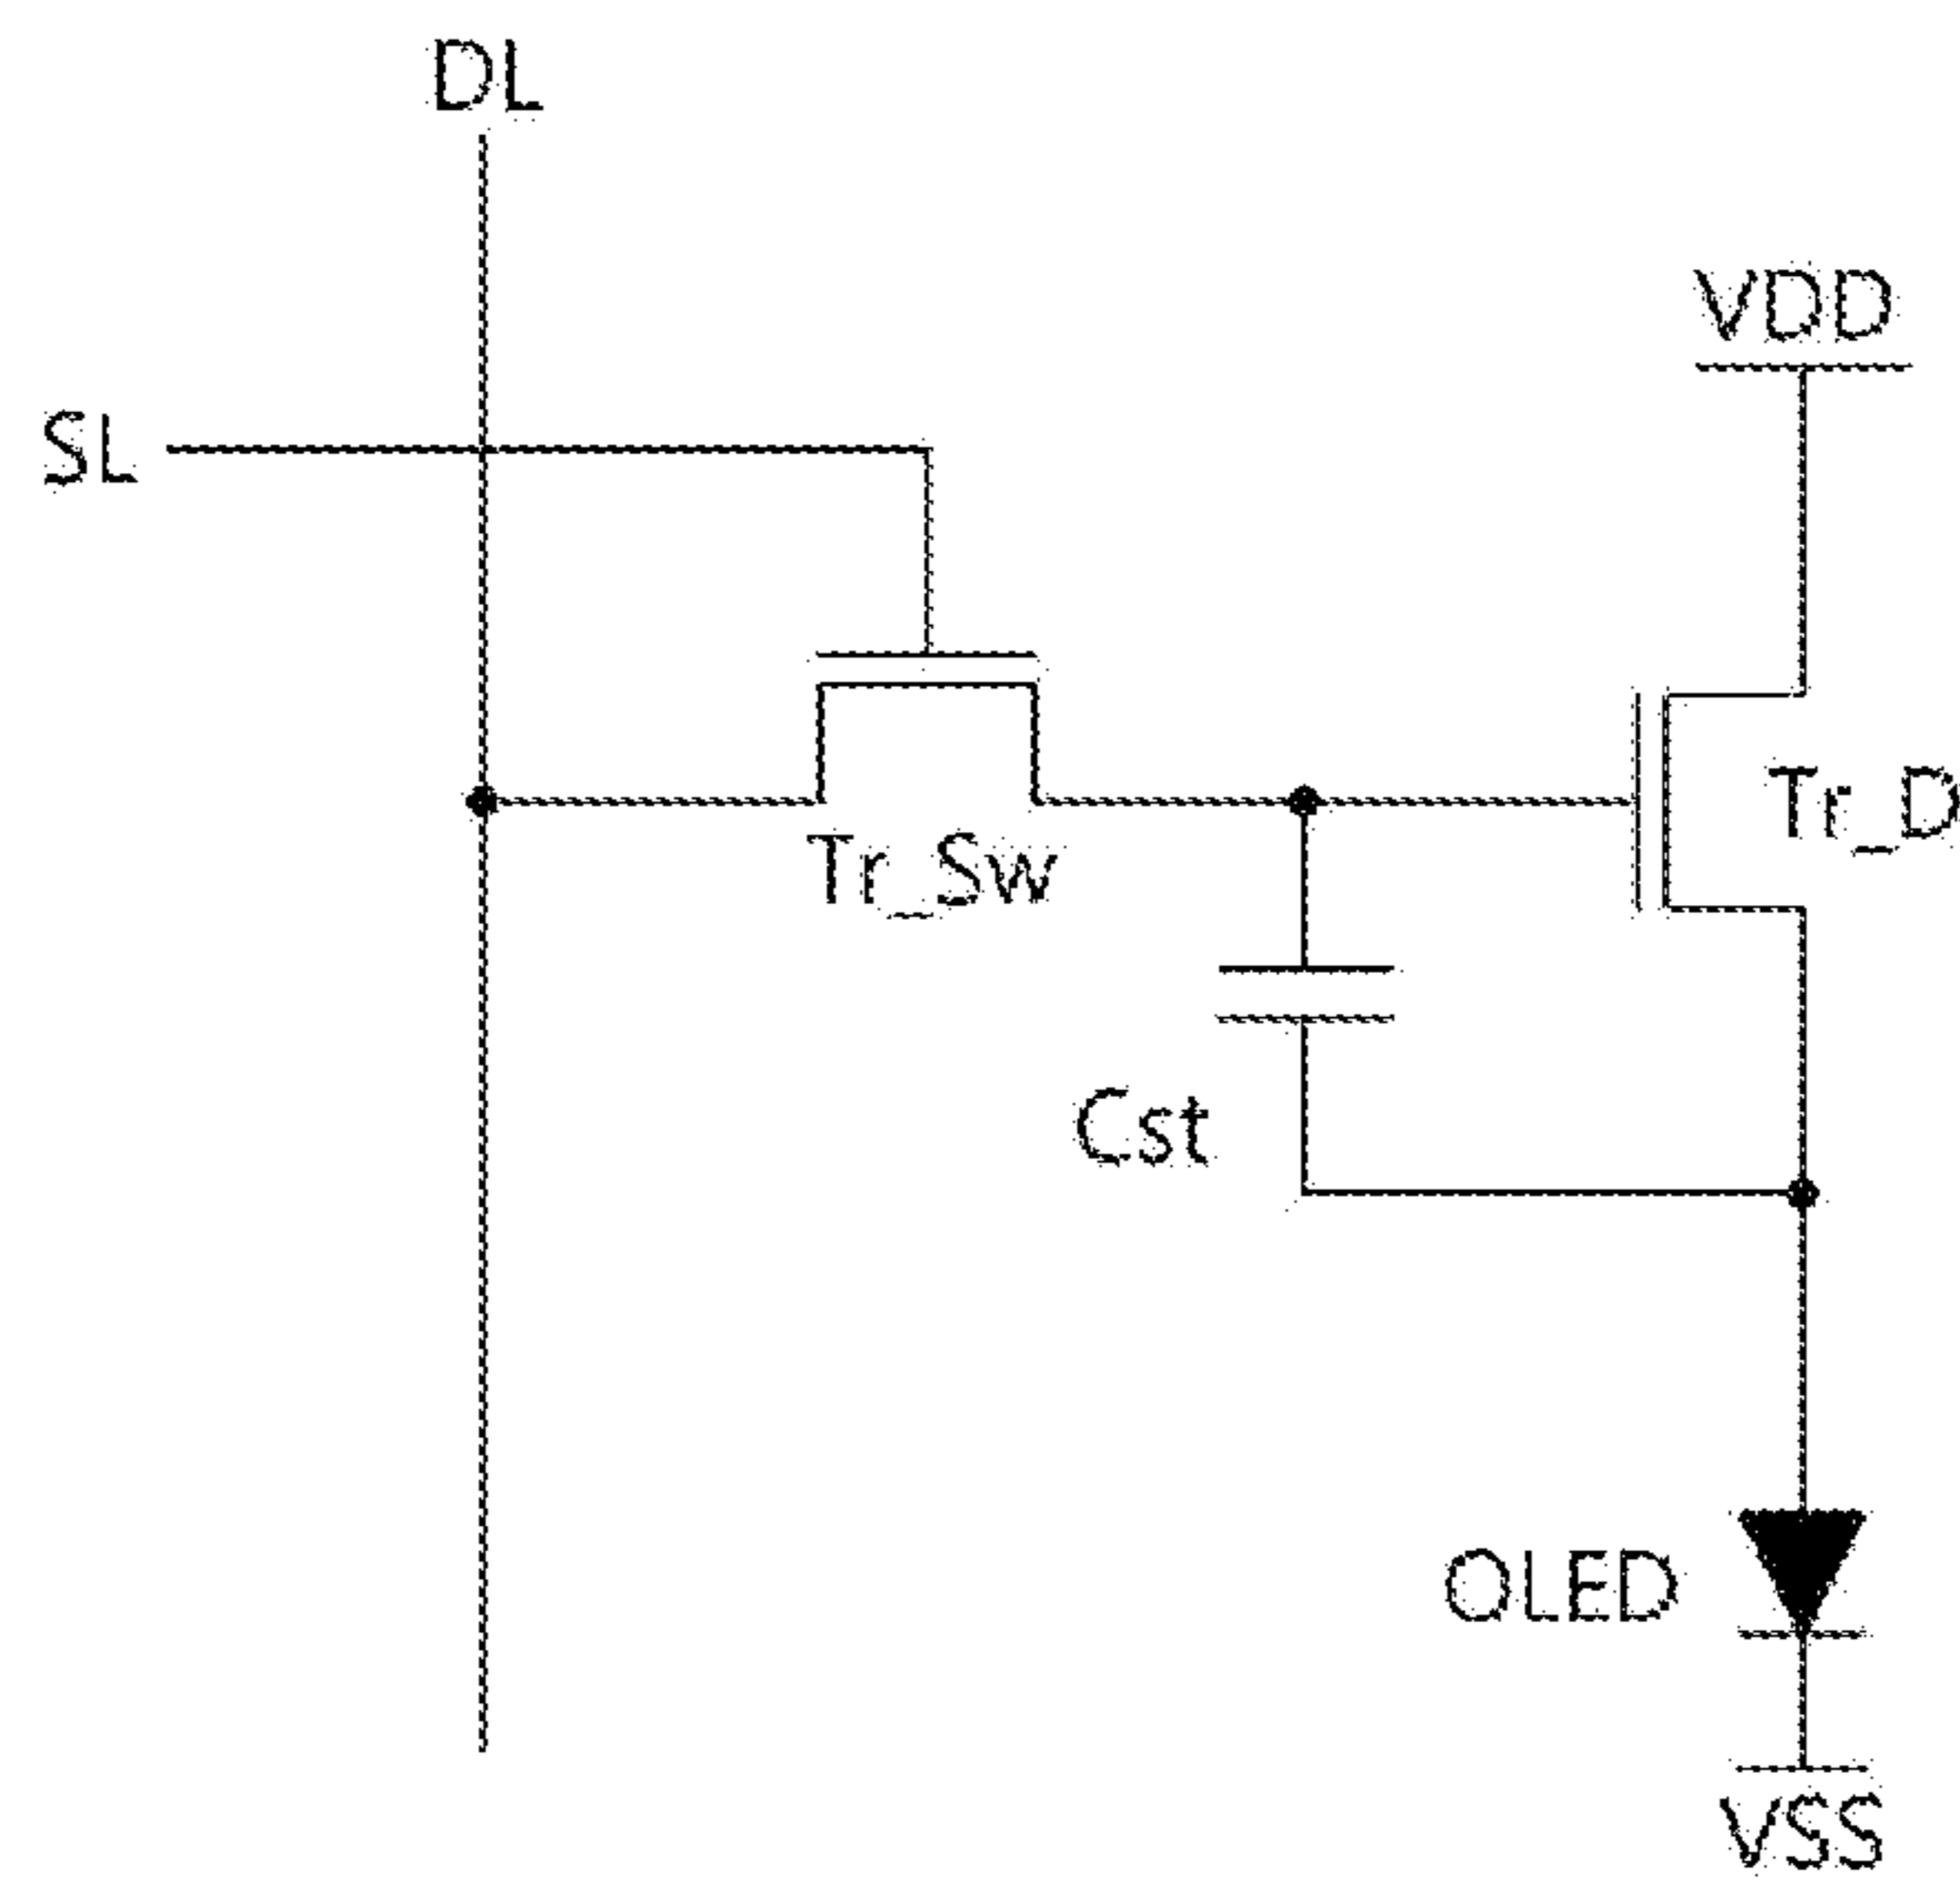 DL
VDD
SL
Tr_D
Tr_Sw
Cst
OLED
VSS